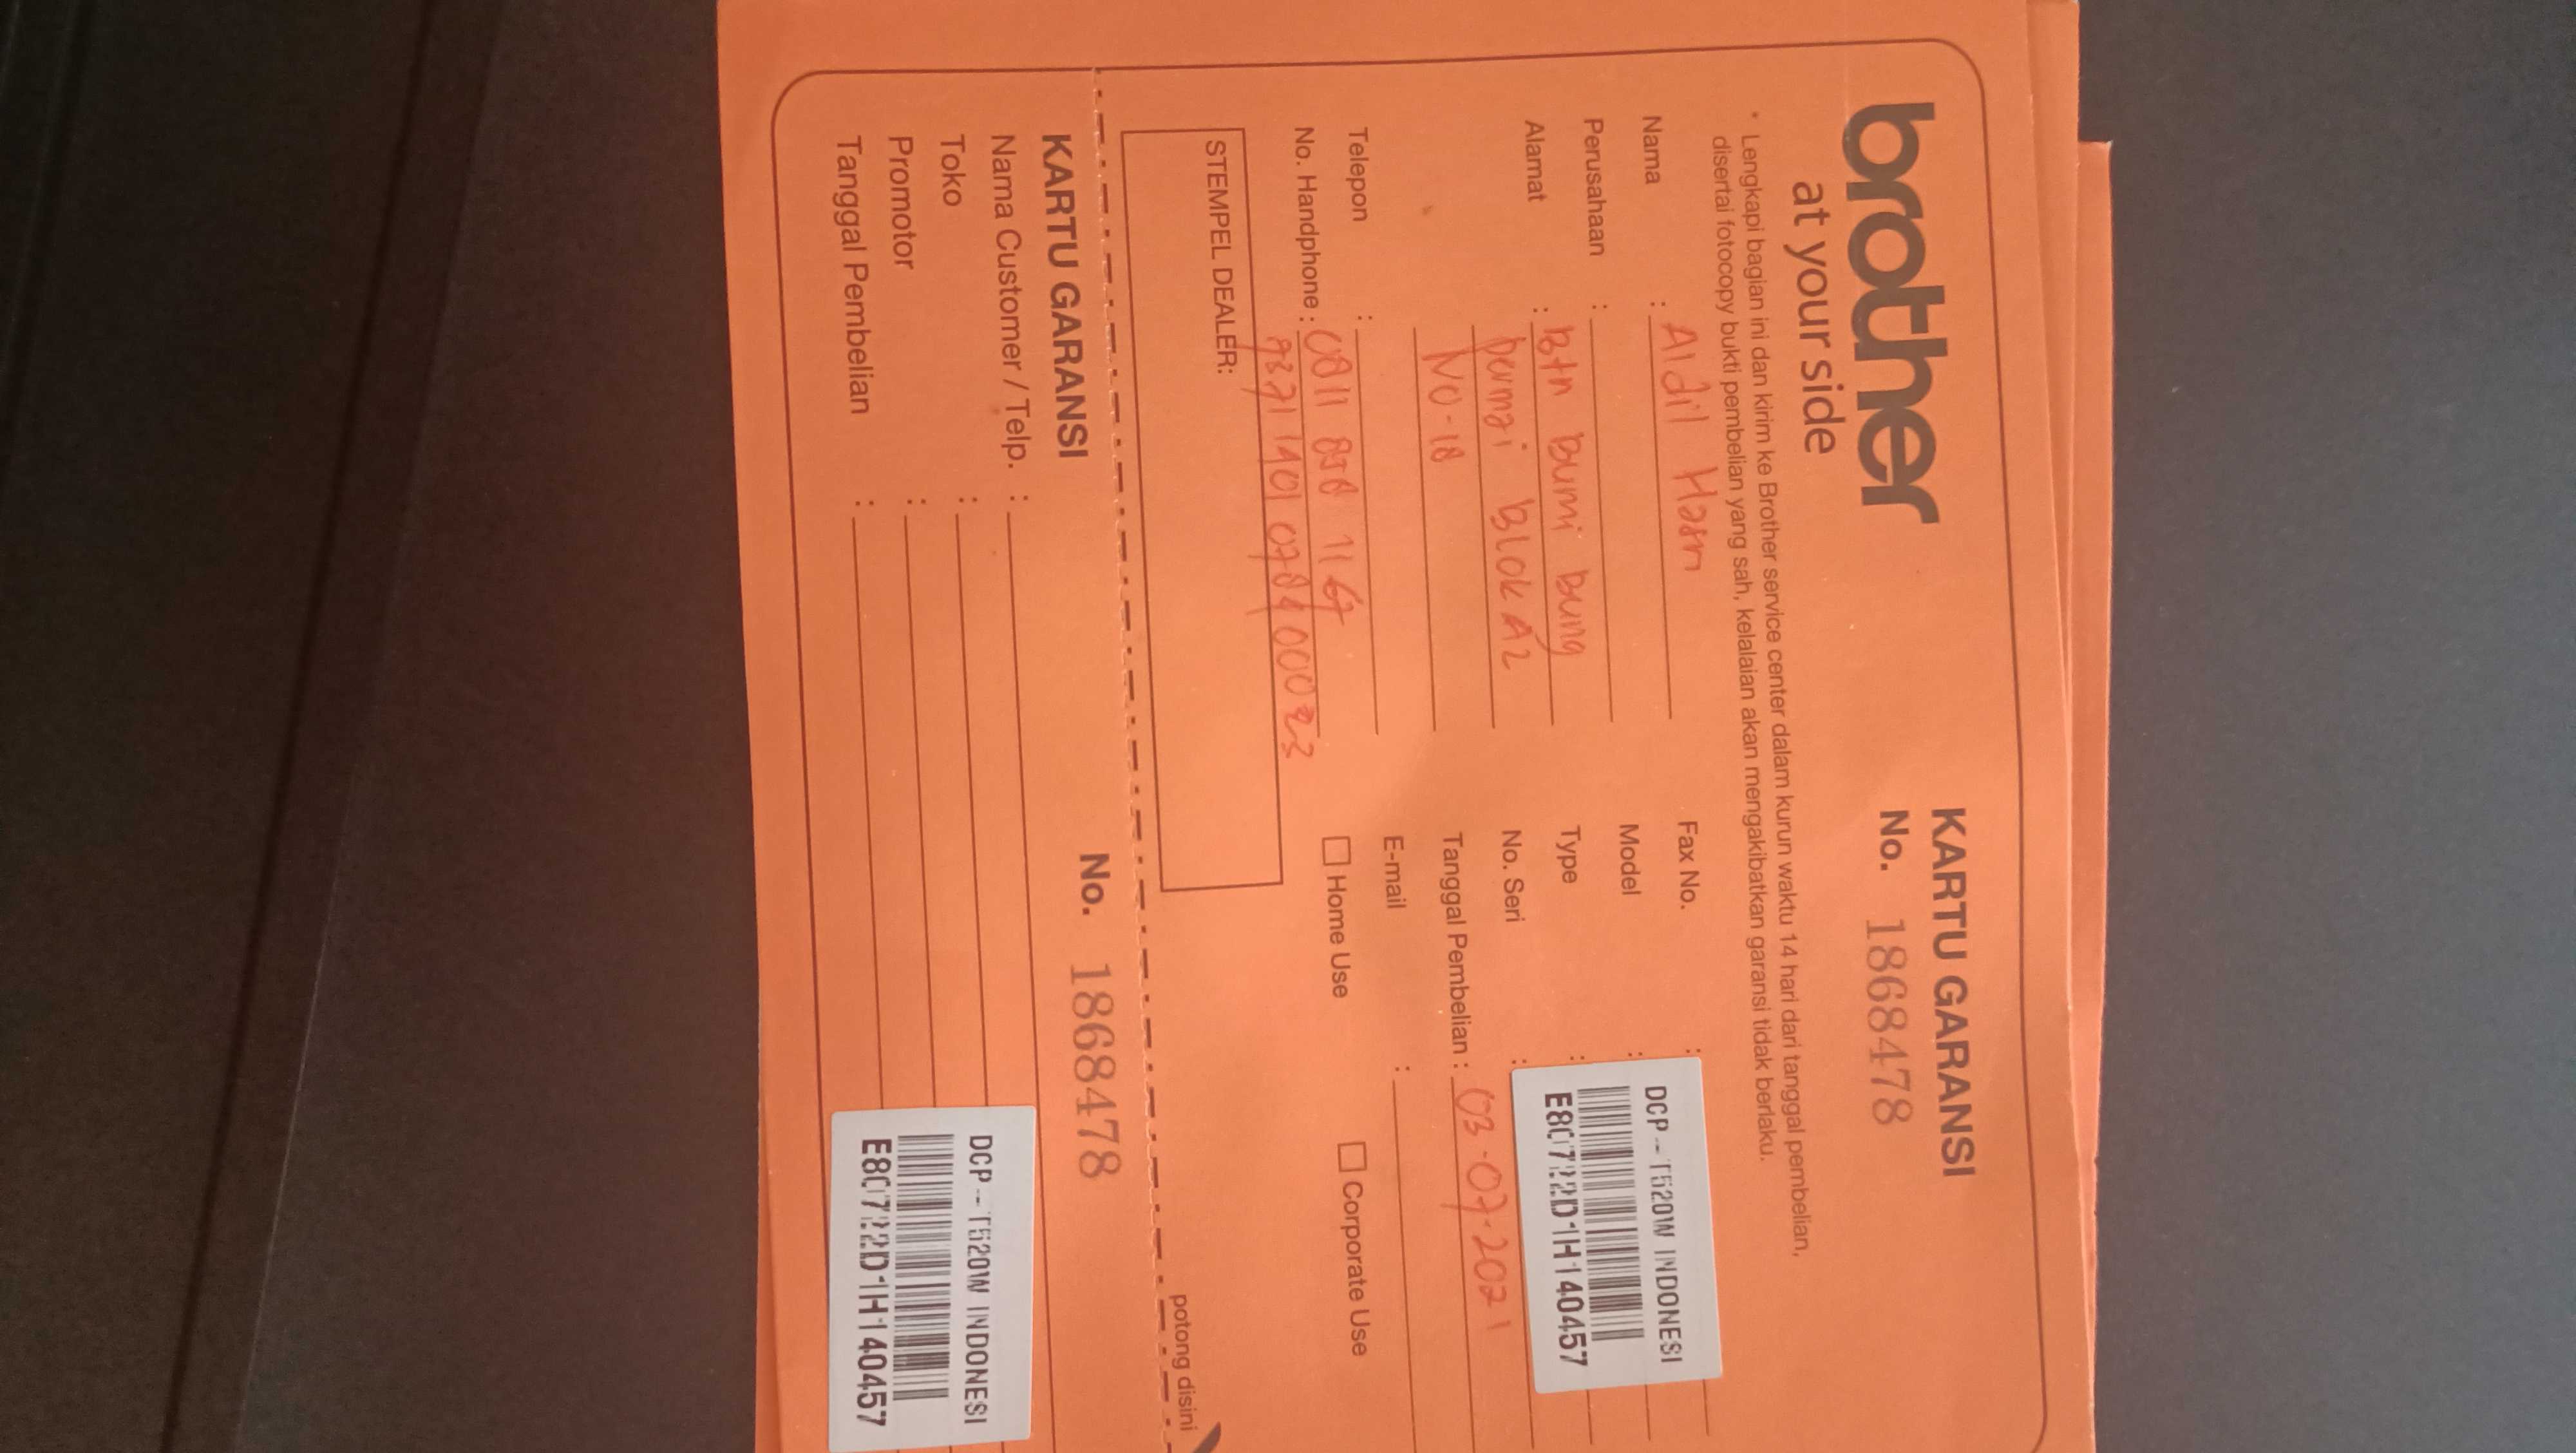 brother
at your side
KARTU GARANSI
No. 1868478
* Lengkapi bagian ini dan kirim ke Brother service center dalam kurun waktu 14 hari dari tanggal pembelian,
disertai fotocopy bukti pembelian yang sah, kelalaian akan mengakibatkan garansi tidak berlaku.
Nama : Aldil
Perusahaan :
Alamat : Btn bumi bung
permai BLOK A2
NO-18
Telepon :
No. Handphone : 0811 898 1167
STEMPEL DEALER:
Fax No. :
Model :
Type :
No. Seri :
DCP-T520W INDONESI
E80722D1H140457
Tanggal Pembelian : 03-07-2021
E-mail :
Home Use
Corporate Use
potong disini
KARTU GARANSI
No. 1868478
Nama Customer / Telp. :
Toko :
Promotor :
Tanggal Pembelian :
DCP-T520W INDONESI
E80722D1H140457